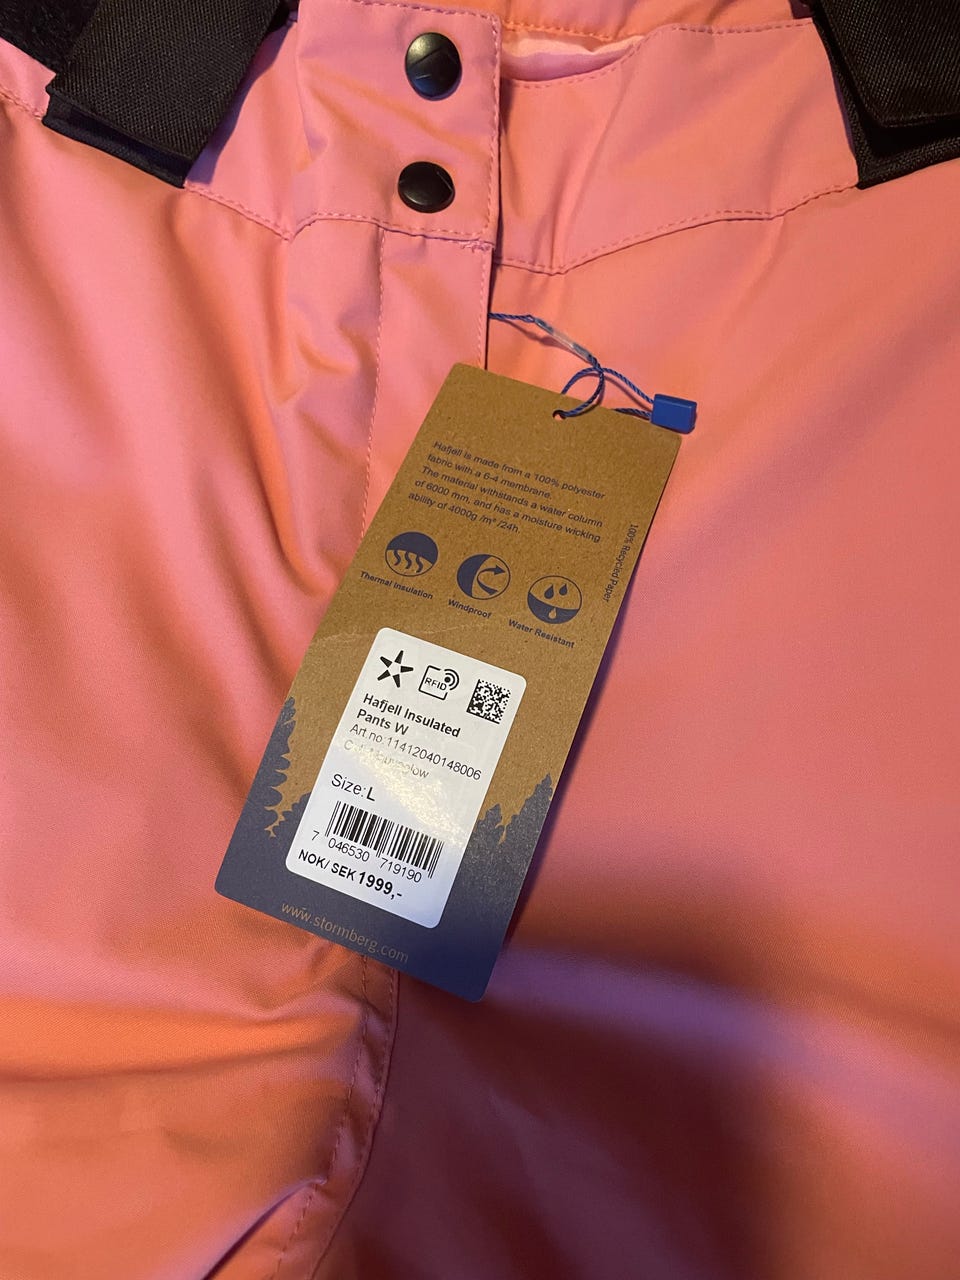 Hafjell is made from a 100% polyester
fabric with a 6-4 membrane.
The material withstands a water column
of 6000 mm, and has a moisture wicking
ability of 4000g /m² /24h.
100% Recycled Paper
Thermal Insulation
Windproof
Water Resistant
RFID
Hafjell Insulated
Pants W
Art.no:11412040148006
Size:L
7 046530 719190
NOK/ SEK 1999,-
www.stormberg.com